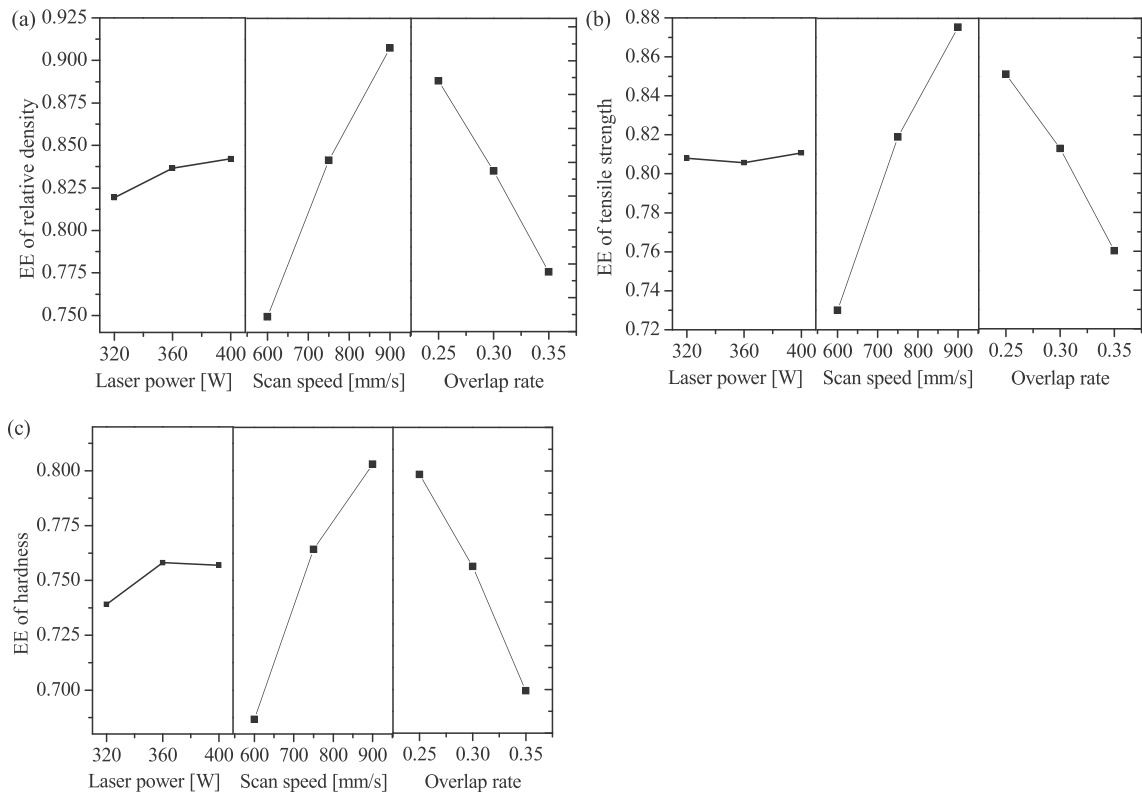 (a)
EE of relative density
0.925
0.900
0.875
0.850
0.825
0.800
0.775
0.750
320 360 400 600 700 800 900 0.25 0.30 0.35
Laser power [W] Scan speed [mm/s] Overlap rate
(b)
EE of tensile strength
0.88
0.86
0.84
0.82
0.80
0.78
0.76
0.74
0.72
320 360 400 600 700 800 900 0.25 0.30 0.35
Laser power [W] Scan speed [mm/s] Overlap rate
(c)
EE of hardness
0.800
0.775
0.750
0.725
0.700
320 360 400 600 700 800 900 0.25 0.30 0.35
Laser power [W] Scan speed [mm/s] Overlap rate